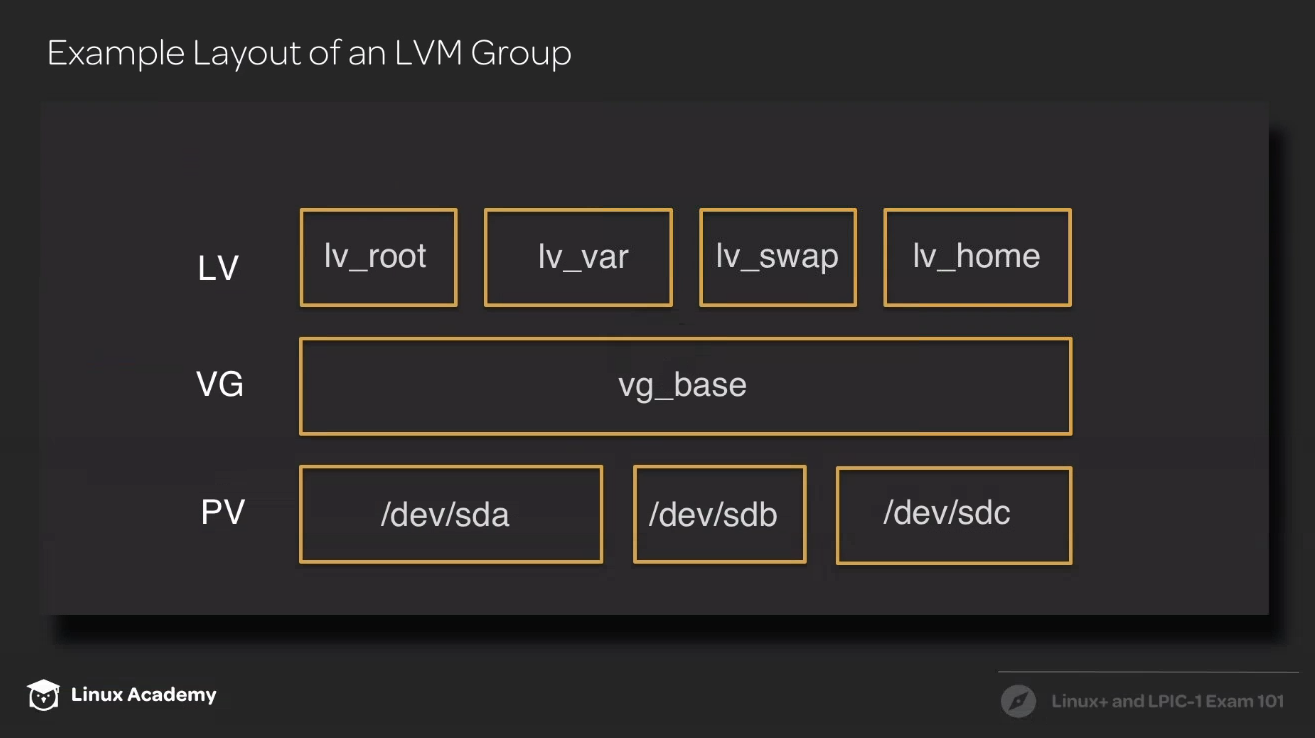 Example Layout of an LVM Group
LV
lv_root
lv_var
lv_swap
lv_home
VG
vg_base
PV
/dev/sda
/dev/sdb
/dev/sdc
Linux Academy
Linux+ and LPIC-1 Exam 101